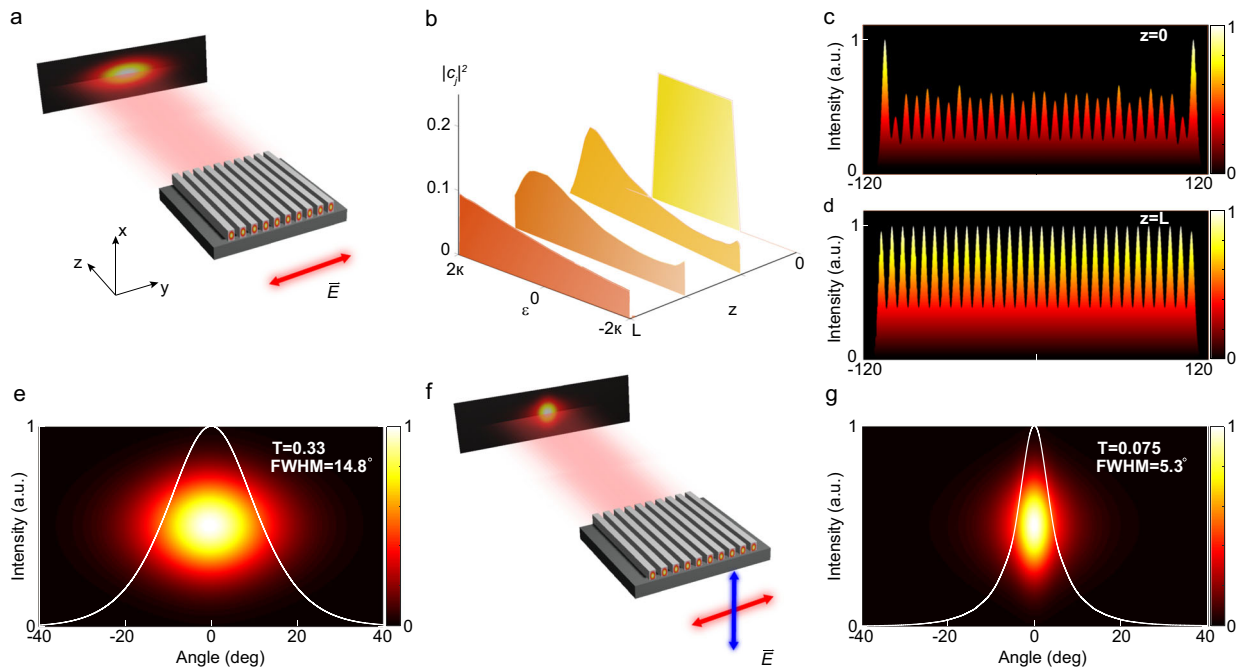 a
x
z
y
E̅
b
|c_j|²
0.2
0.1
0
2κ
0
ε
-2κ
L
z
0
c
z=0
Intensity (a.u.)
1
0
-120
120
1
0
d
z=L
Intensity (a.u.)
1
0
-120
120
1
0
e
T=0.33
FWHM=14.8°
Intensity (a.u.)
1
0
-40
-20
0
20
40
Angle (deg)
1
0
f
E̅
g
T=0.075
FWHM=5.3°
Intensity (a.u.)
1
0
-40
-20
0
20
40
Angle (deg)
1
0